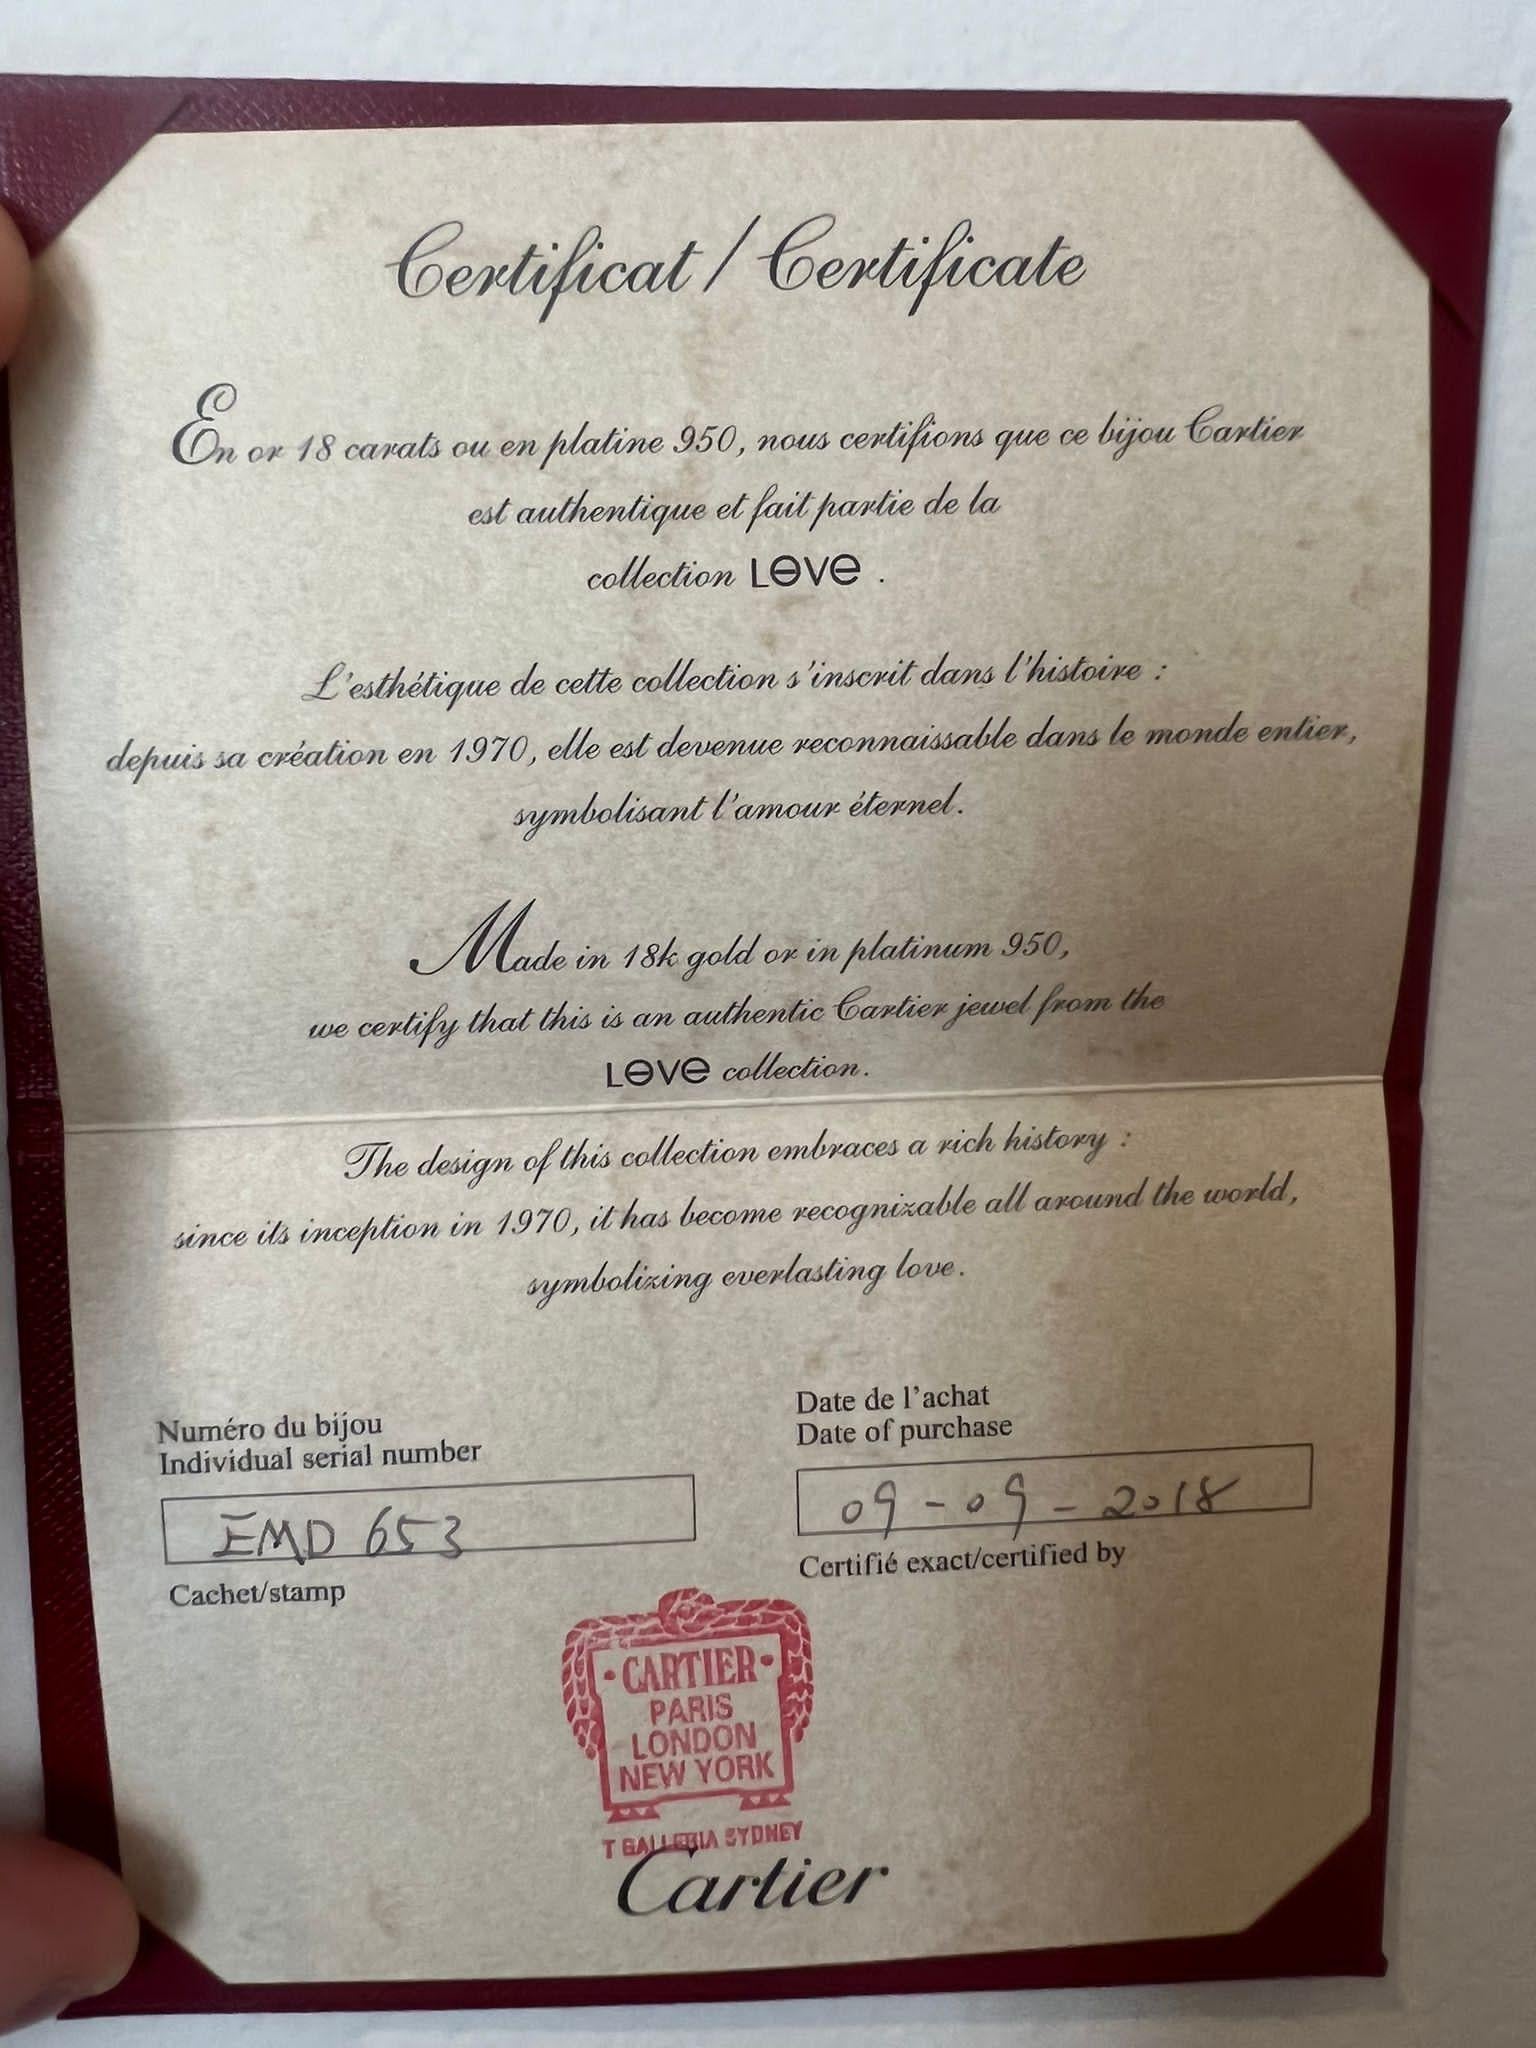 Certificat / Certificate
En or 18 carats ou en platine 950, nous certifions que ce bijou Cartier
est authentique et fait partie de la
collection LOVE .
L'esthétique de cette collection s'inscrit dans l'histoire :
depuis sa création en 1970, elle est devenue reconnaissable dans le monde entier,
symbolisant l'amour éternel.
Made in 18k gold or in platinum 950,
we certify that this is an authentic Cartier jewel from the
LOVE collection.
The design of this collection embraces a rich history :
since its inception in 1970, it has become recognizable all around the world,
symbolizing everlasting love.
Numéro du bijou
Individual serial number
EMD 653
Date de l'achat
Date of purchase
09-09-2018
Cachet/stamp
Certifié exact/certified by
·CARTIER·
PARIS
LONDON
NEW YORK
T GALLERIA SYDNEY
Cartier